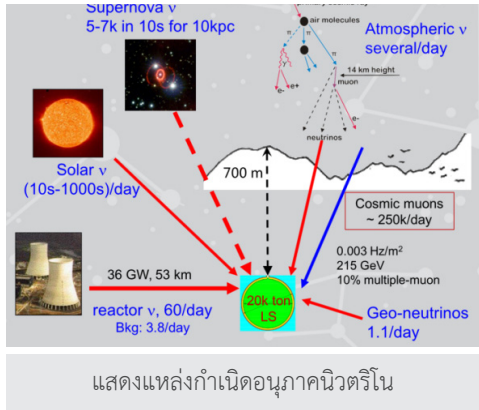 Supernova ν
5-7k in 10s for 10kpc
air molecules
Atmospheric ν
several/day
π
π
π
γ
14 km height
muon
e-
e+
e-
neutrinos
Solar ν
(10s-1000s)/day
700 m
Cosmic muons
~ 250k/day
0.003 Hz/m²
215 GeV
10% multiple-muon
36 GW, 53 km
reactor ν, 60/day
Bkg: 3.8/day
20k ton
LS
Geo-neutrinos
1.1/day
แสดงแหล่งกำเนิดอนุภาคนิวตริโน